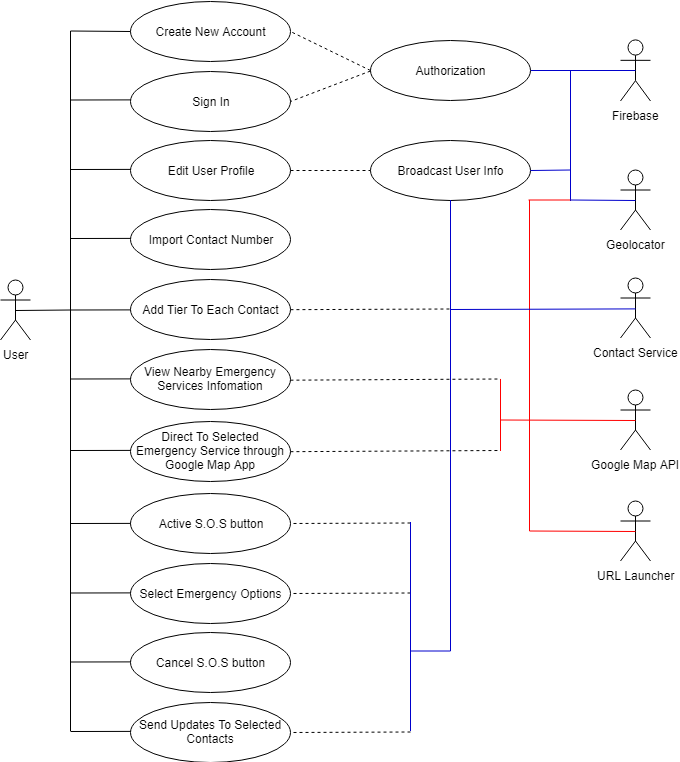 Create New Account
Authorization
Firebase
Sign In
Edit User Profile
Broadcast User Info
Geolocator
Import Contact Number
User
Add Tier To Each Contact
Contact Service
View Nearby Emergency
Services Infomation
Direct To Selected
Emergency Service through
Google Map App
Google Map API
Active S.O.S button
URL Launcher
Select Emergency Options
Cancel S.O.S button
Send Updates To Selected
Contacts